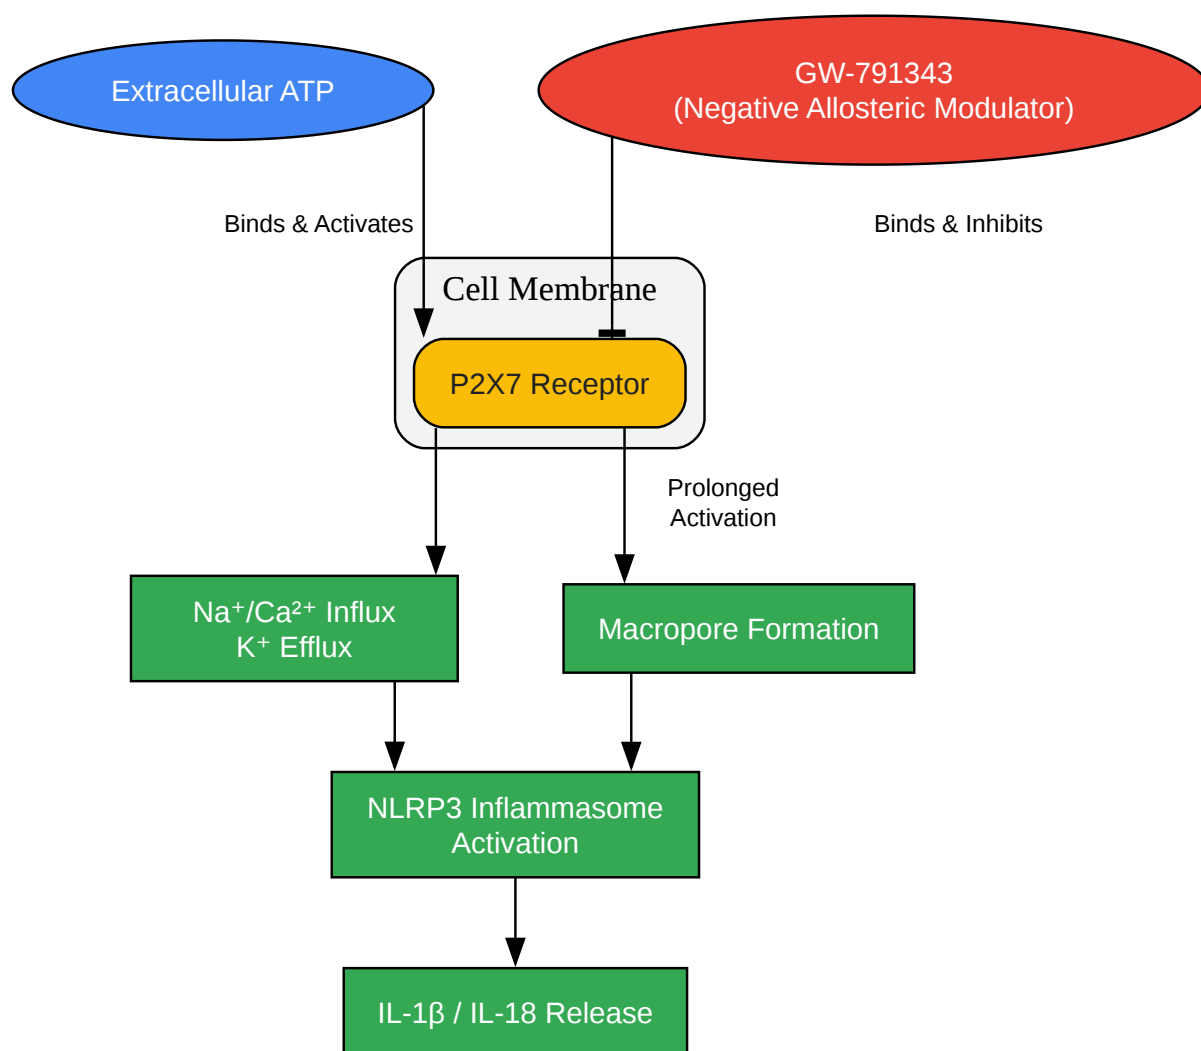 Extracellular ATP
GW-791343
(Negative Allosteric Modulator)
Binds & Activates
Binds & Inhibits
Cell Membrane
P2X7 Receptor
Prolonged
Activation
Na⁺/Ca²⁺ Influx
K⁺ Efflux
Macropore Formation
NLRP3 Inflammasome
Activation
IL-1β / IL-18 Release